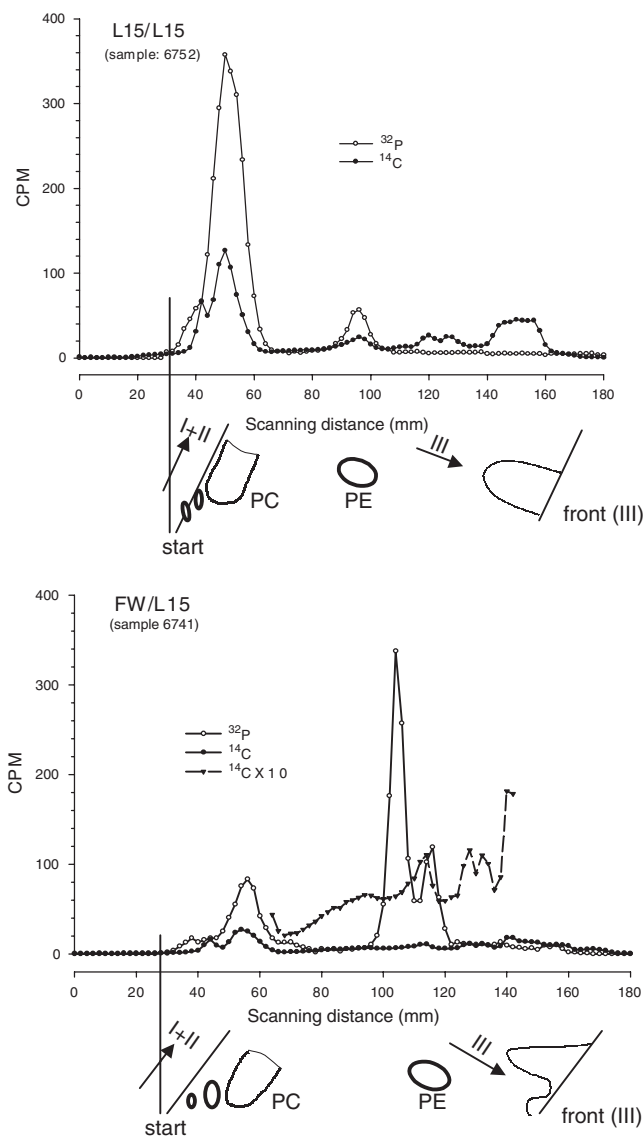 L15/L15
(sample: 6752)
400
300
200
100
0
CPM
32P
14C
0 20 40 60 80 100 120 140 160 180
Scanning distance (mm)
I+II
III
PC
PE
front (III)
start
FW/L15
(sample 6741)
400
300
200
100
0
CPM
32P
14C
14C X 1 0
0 20 40 60 80 100 120 140 160 180
Scanning distance (mm)
I+II
III
PC
PE
front (III)
start